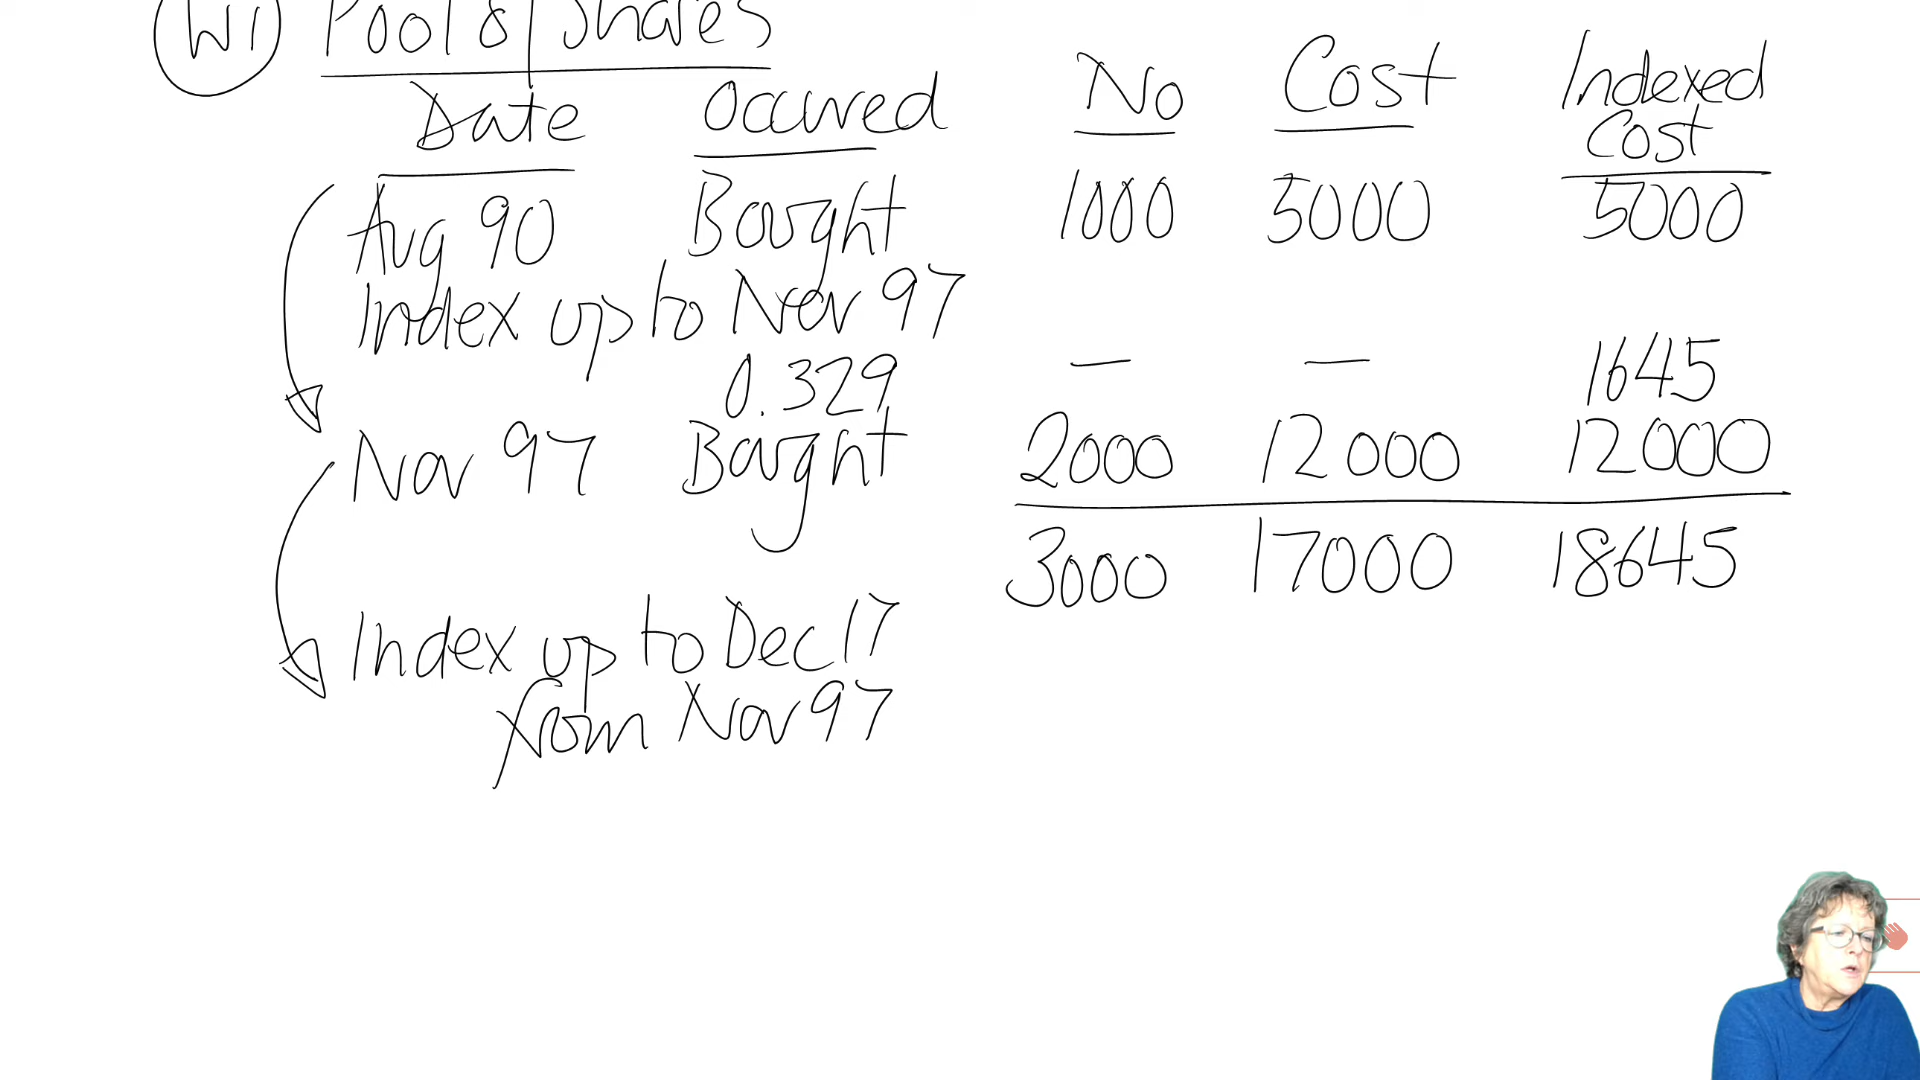 W1 Pool of Shares
Date Occured No Cost Indexed Cost
Aug 90 Bought 1000 5000 5000
Index up to Nov 97
0.329 — — 1645
Nov 97 Bought 2000 12000 12000
3000 17000 18645
Index up to Dec 17
from Nov 97